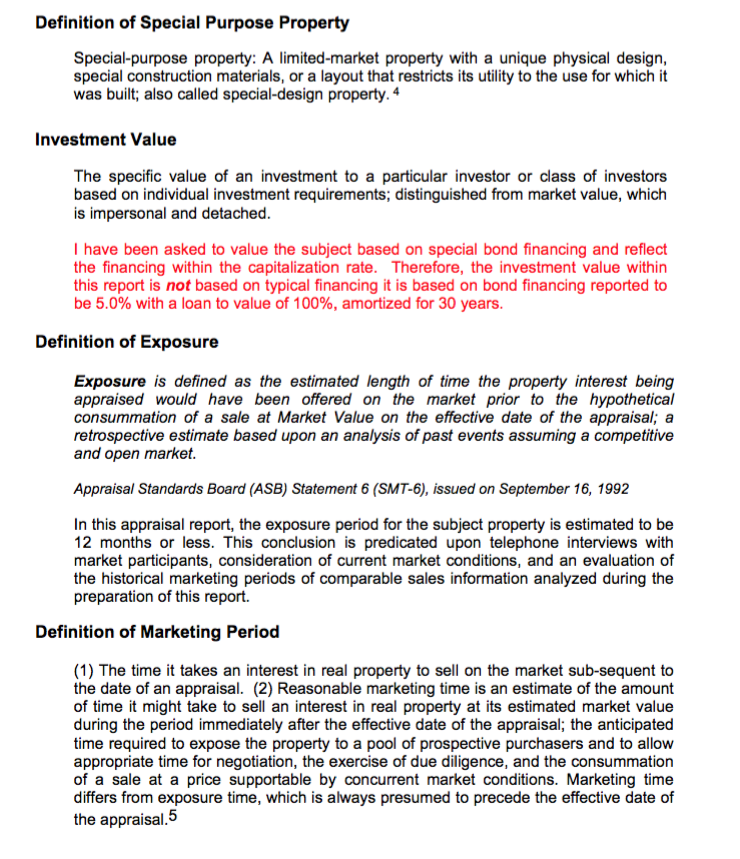 Definition of Special Purpose Property
Special-purpose property: A limited-market property with a unique physical design,
special construction materials, or a layout that restricts its utility to the use for which it
was built; also called special-design property. 4
Investment Value
The specific value of an investment to a particular investor or class of investors
based on individual investment requirements; distinguished from market value, which
is impersonal and detached.
I have been asked to value the subject based on special bond financing and reflect
the financing within the capitalization rate. Therefore, the investment value within
this report is not based on typical financing it is based on bond financing reported to
be 5.0% with a loan to value of 100%, amortized for 30 years.
Definition of Exposure
Exposure is defined as the estimated length of time the property interest being
appraised would have been offered on the market prior to the hypothetical
consummation of a sale at Market Value on the effective date of the appraisal; a
retrospective estimate based upon an analysis of past events assuming a competitive
and open market.
Appraisal Standards Board (ASB) Statement 6 (SMT-6), issued on September 16, 1992
In this appraisal report, the exposure period for the subject property is estimated to be
12 months or less. This conclusion is predicated upon telephone interviews with
market participants, consideration of current market conditions, and an evaluation of
the historical marketing periods of comparable sales information analyzed during the
preparation of this report.
Definition of Marketing Period
(1) The time it takes an interest in real property to sell on the market sub-sequent to
the date of an appraisal. (2) Reasonable marketing time is an estimate of the amount
of time it might take to sell an interest in real property at its estimated market value
during the period immediately after the effective date of the appraisal; the anticipated
time required to expose the property to a pool of prospective purchasers and to allow
appropriate time for negotiation, the exercise of due diligence, and the consummation
of a sale at a price supportable by concurrent market conditions. Marketing time
differs from exposure time, which is always presumed to precede the effective date of
the appraisal.5